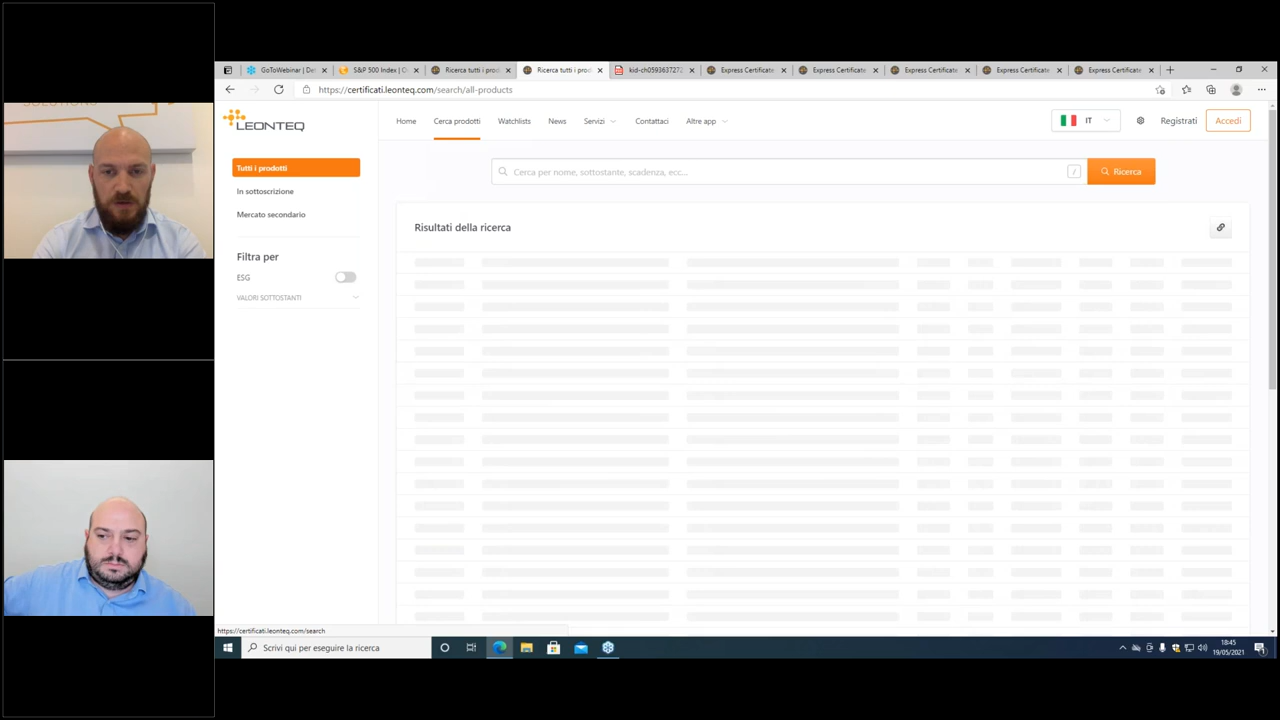 SOLUTIONS
GoToWebinar | Del
S&P 500 Index | O
Ricerca tutti i prod
Ricerca tutti i prod
kid-ch0593637272
Express Certificate
Express Certificate
Express Certificate
Express Certificate
Express Certificate
https://certificati.leonteq.com/search/all-products
LEONTEQ
Home
Cerca prodotti
Watchlists
News
Servizi
Contattaci
Altre app
IT
Registrati
Accedi
Tutti i prodotti
In sottoscrizione
Mercato secondario
Filtra per
ESG
VALORI SOTTOSTANTI
Cerca per nome, sottostante, scadenza, ecc...
/
Ricerca
Risultati della ricerca
https://certificati.leonteq.com/search
Scrivi qui per eseguire la ricerca
18:45
19/05/2021